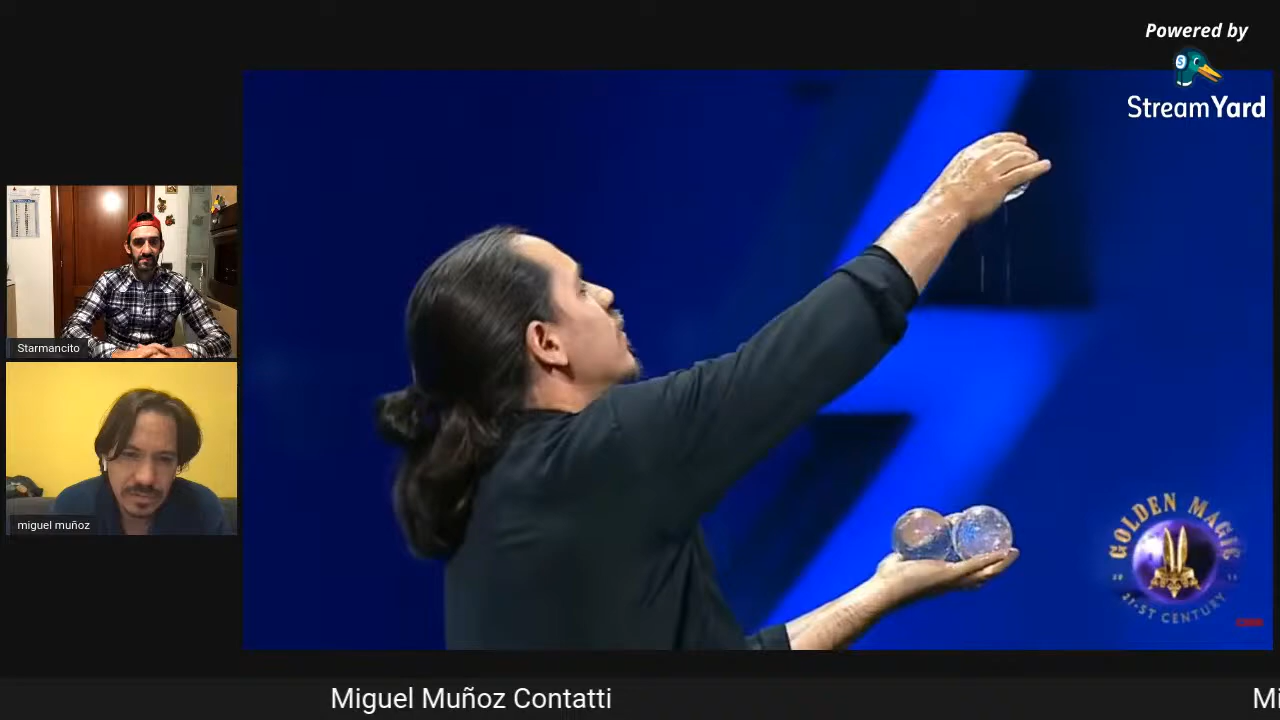 Powered by
StreamYard
Starmancito
miguel muñoz
GOLDEN MAGIC
21-ST CENTURY
Miguel Muñoz Contatti
Mi